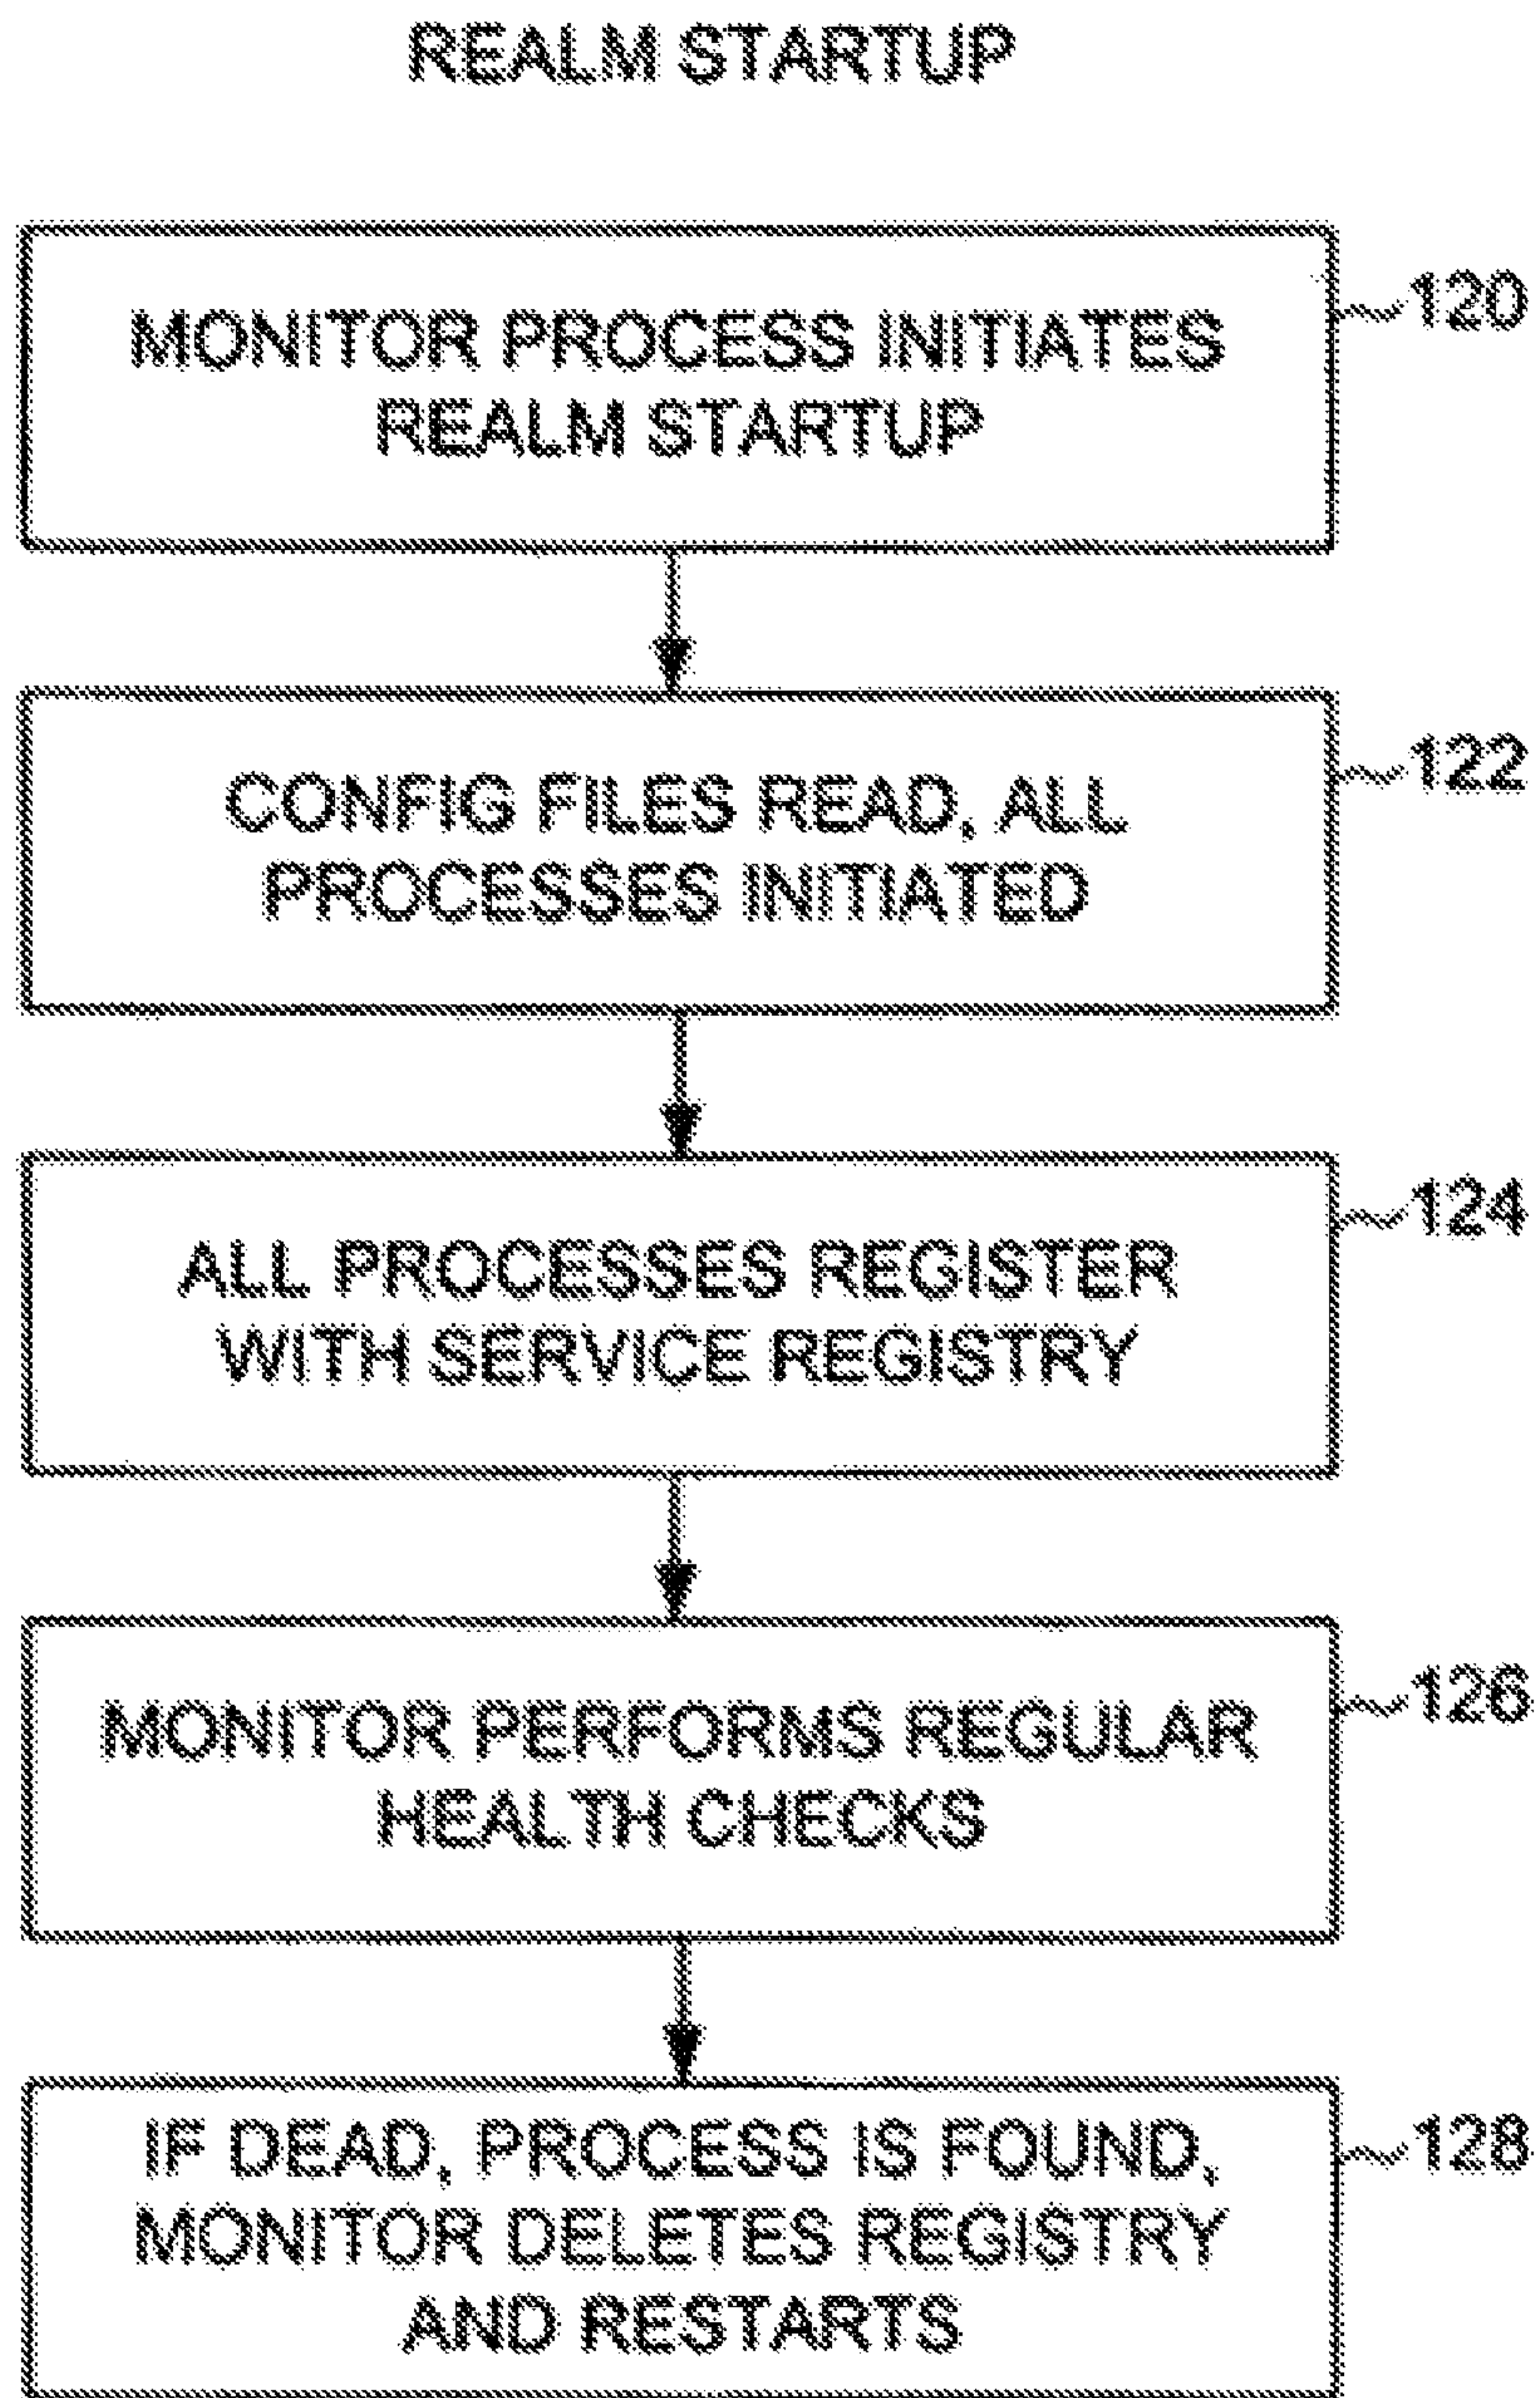 REALM STARTUP
MONITOR PROCESS INITIATES
REALM STARTUP
120
CONFIG FILES READ, ALL
PROCESSES INITIATED
122
ALL PROCESSES REGISTER
WITH SERVICE REGISTRY
124
MONITOR PERFORMS REGULAR
HEALTH CHECKS
126
IF DEAD, PROCESS IS FOUND,
MONITOR DELETES REGISTRY
AND RESTARTS
128